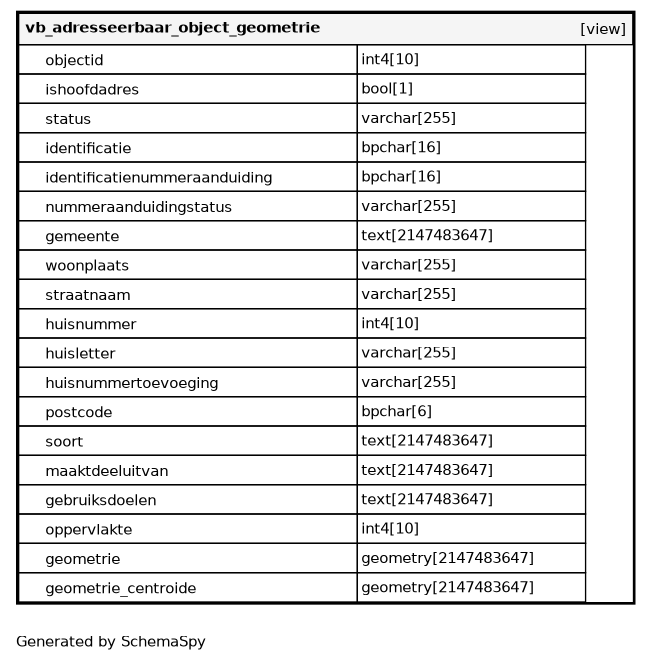 vb_adresseerbaar_object_geometrie [view]
objectid int4[10]
ishoofdadres bool[1]
status varchar[255]
identificatie bpchar[16]
identificatienummeraanduiding bpchar[16]
nummeraanduidingstatus varchar[255]
gemeente text[2147483647]
woonplaats varchar[255]
straatnaam varchar[255]
huisnummer int4[10]
huisletter varchar[255]
huisnummertoevoeging varchar[255]
postcode bpchar[6]
soort text[2147483647]
maaktdeeluitvan text[2147483647]
gebruiksdoelen text[2147483647]
oppervlakte int4[10]
geometrie geometry[2147483647]
geometrie_centroide geometry[2147483647]
Generated by SchemaSpy